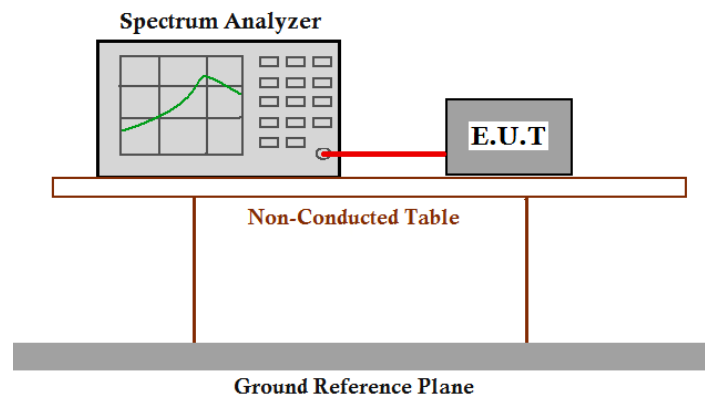 Spectrum Analyzer
E.U.T
Non-Conducted Table
Ground Reference Plane